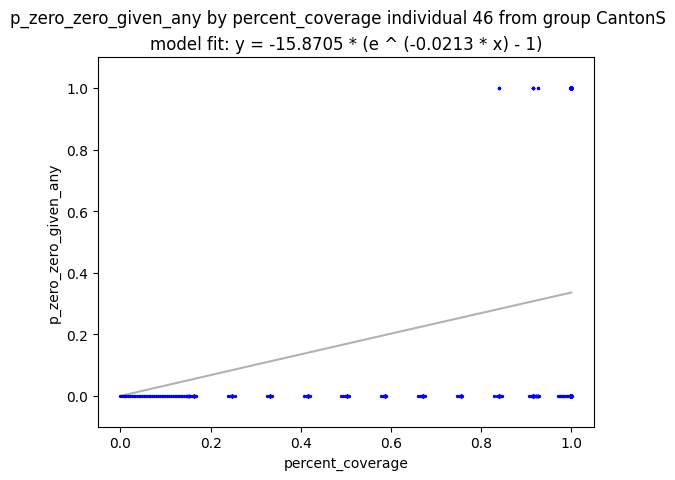 p_zero_zero_given_any by percent_coverage individual 46 from group CantonS
model fit: y = -15.8705 * (e ^ (-0.0213 * x) - 1)
1.0
0.8
0.6
0.4
0.2
0.0
p_zero_zero_given_any
0.0 0.2 0.4 0.6 0.8 1.0
percent_coverage